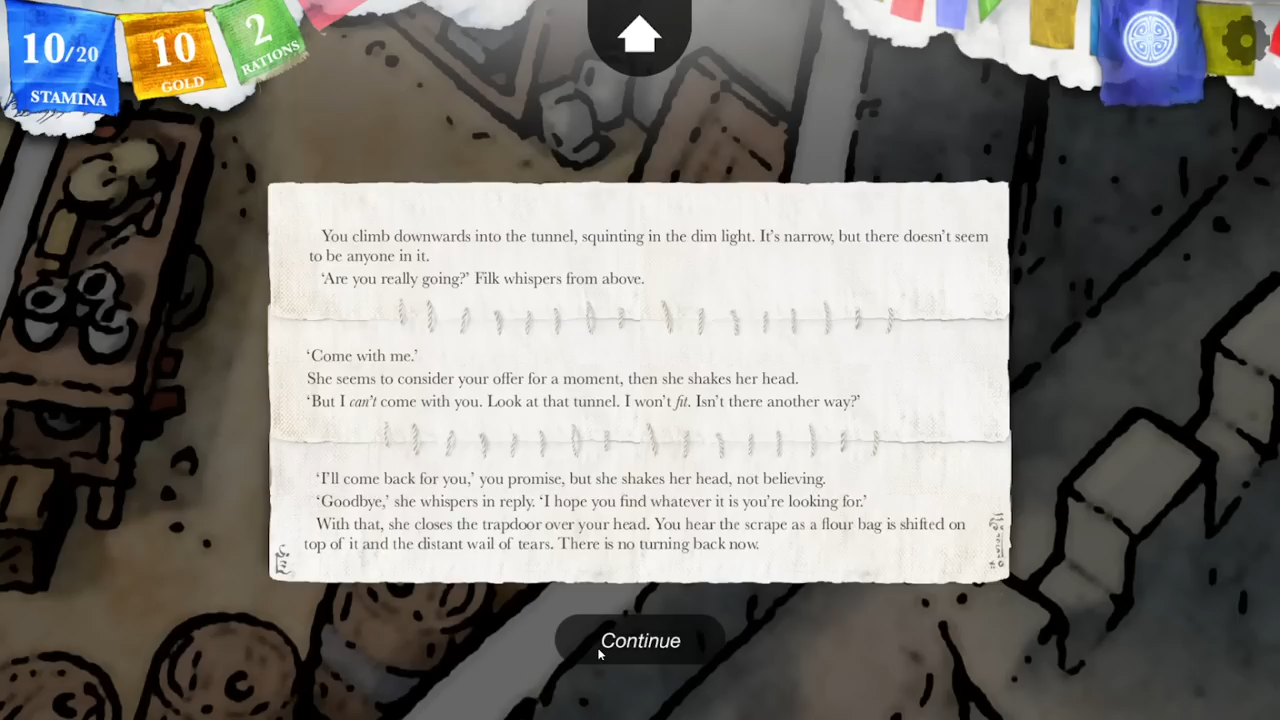 10/20
STAMINA
10
GOLD
2
RATIONS
You climb downwards into the tunnel, squinting in the dim light. It's narrow, but there doesn't seem
to be anyone in it.
‘Are you really going?’ Filk whispers from above.
‘Come with me.’
She seems to consider your offer for a moment, then she shakes her head.
‘But I can't come with you. Look at that tunnel. I won't fit. Isn't there another way?’
‘I'll come back for you,’ you promise, but she shakes her head, not believing.
‘Goodbye,’ she whispers in reply. ‘I hope you find whatever it is you're looking for.’
With that, she closes the trapdoor over your head. You hear the scrape as a flour bag is shifted on
top of it and the distant wail of tears. There is no turning back now.
Continue